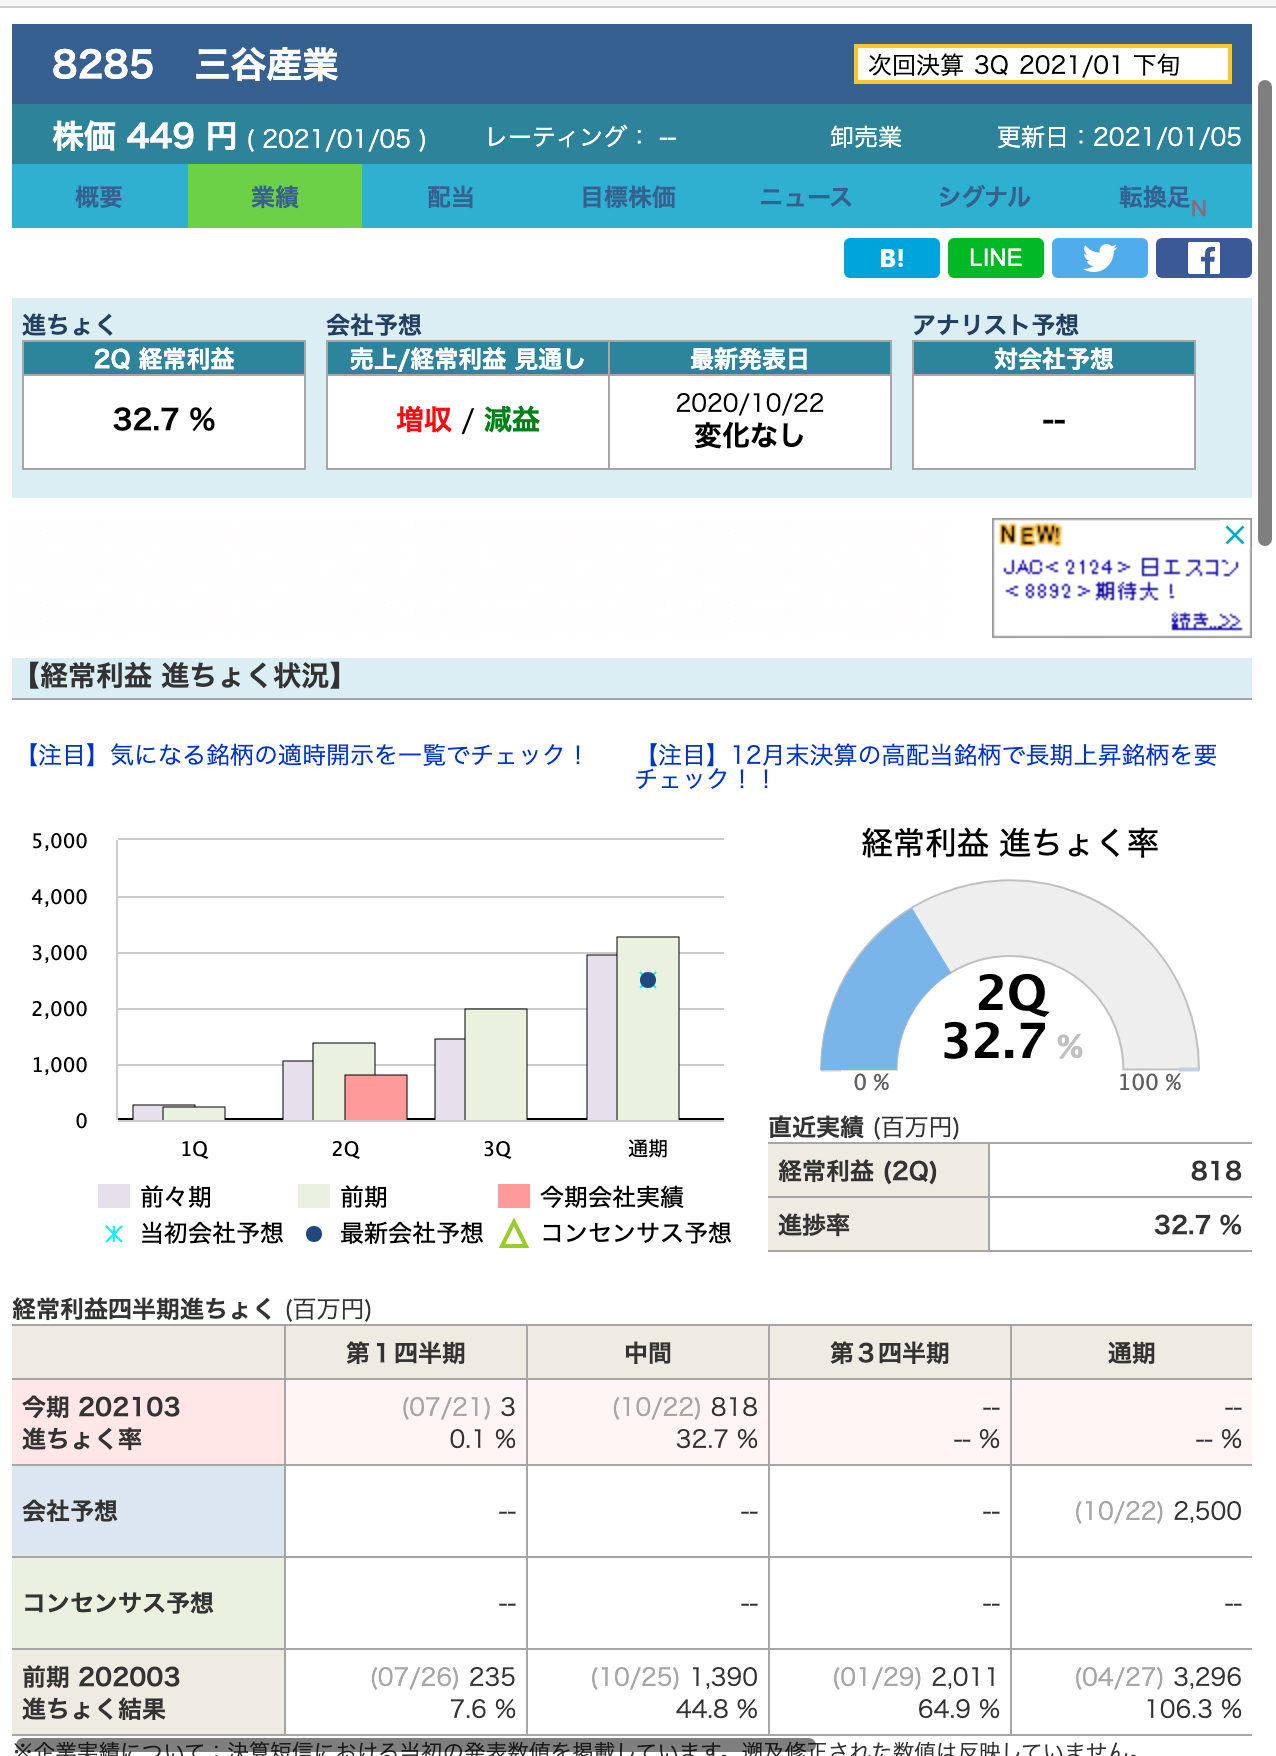 8285 三谷産業
次回決算 3Q 2021/01 下旬
株価 449 円 ( 2021/01/05 ) レーティング： -- 卸売業 更新日：2021/01/05
概要 業績 配当 目標株価 ニュース シグナル 転換足N
B! LINE
進ちょく 会社予想 アナリスト予想
2Q 経常利益 売上/経常利益 見通し 最新発表日 対会社予想
32.7 % 増収 / 減益 2020/10/22 --
変化なし
NEW!
JAC<2124> 日エスコン
<8892>期待大！
続き..>>
【経常利益 進ちょく状況】
【注目】気になる銘柄の適時開示を一覧でチェック！
【注目】12月末決算の高配当銘柄で長期上昇銘柄を要
チェック！！
5,000
4,000
3,000
2,000
1,000
0
1Q 2Q 3Q 通期
前々期 前期 今期会社実績
当初会社予想 最新会社予想 コンセンサス予想
経常利益 進ちょく率
2Q
32.7 %
0 % 100 %
直近実績 (百万円)
経常利益 (2Q) 818
進捗率 32.7 %
経常利益四半期進ちょく (百万円)
第１四半期 中間 第３四半期 通期
今期 202103 (07/21) 3 (10/22) 818 -- --
進ちょく率 0.1 % 32.7 % -- % -- %
会社予想 -- -- -- (10/22) 2,500
コンセンサス予想 -- -- -- --
前期 202003 (07/26) 235 (10/25) 1,390 (01/29) 2,011 (04/27) 3,296
進ちょく結果 7.6 % 44.8 % 64.9 % 106.3 %
※企業実績について：決算短信における当初の発表数値を掲載しています。遡及修正された数値は反映していません。